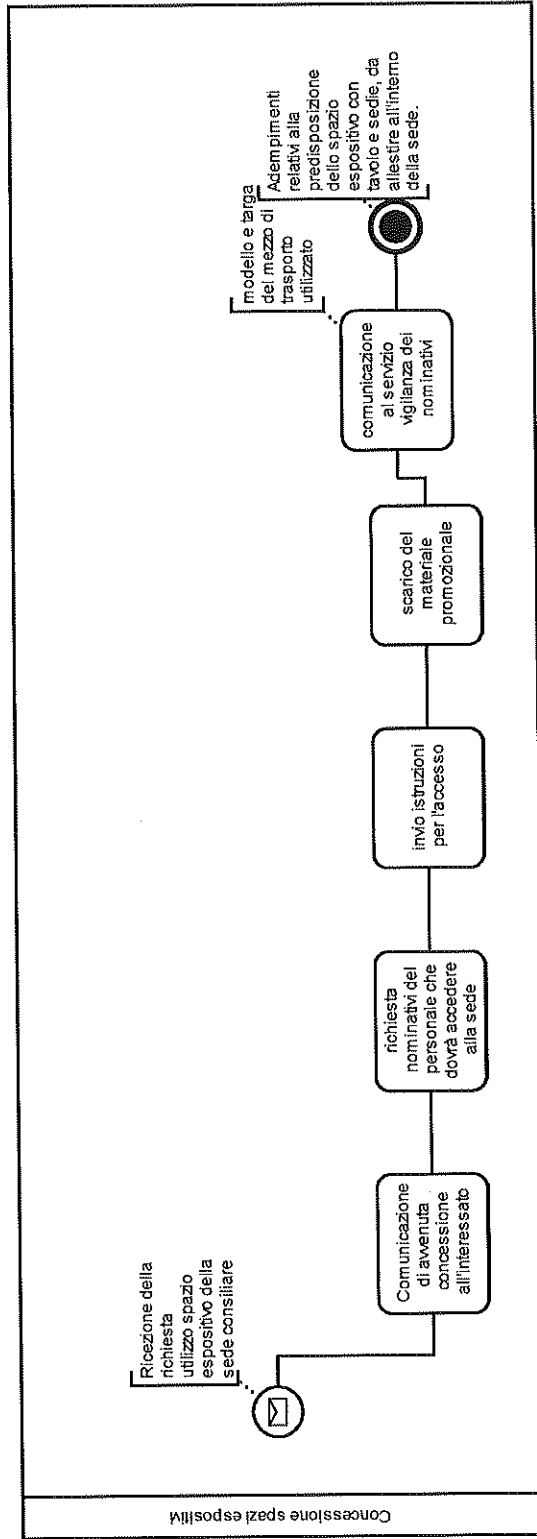 Concessione spazi espositivi
Ricezione della
richiesta
utilizzo spazio
espositivo della
sede consiliare
Comunicazione
di avvenuta
concessione
all'interessato
richiesta
nominativi del
personale che
dovrà accedere
alla sede
invio istruzioni
per l'accesso
scarico del
materiale
promozionale
comunicazione
al servizio
vigilanza dei
nominativi
modello e targa
del mezzo di
trasporto
utilizzato
Adempimenti
relativi alla
predisposizione
dello spazio
espositivo con
tavolo e sedie, da
allestire all'interno
della sede.